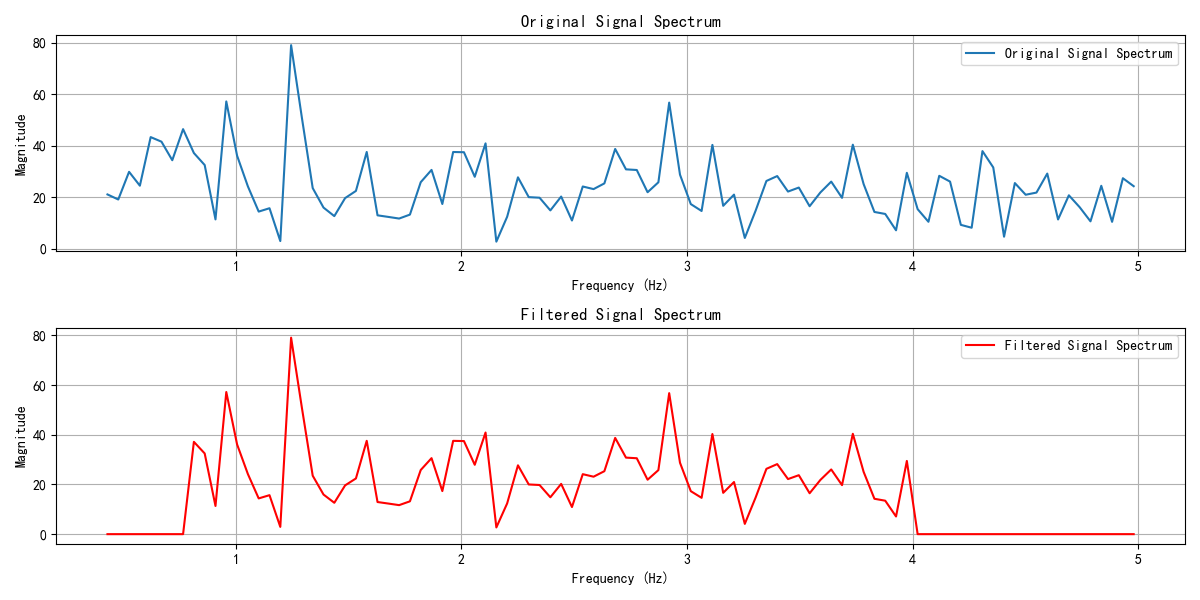 Original Signal Spectrum
80
60
40
20
0
Magnitude
Original Signal Spectrum
1
2
3
4
5
Frequency (Hz)
Filtered Signal Spectrum
80
60
40
20
0
Magnitude
Filtered Signal Spectrum
1
2
3
4
5
Frequency (Hz)